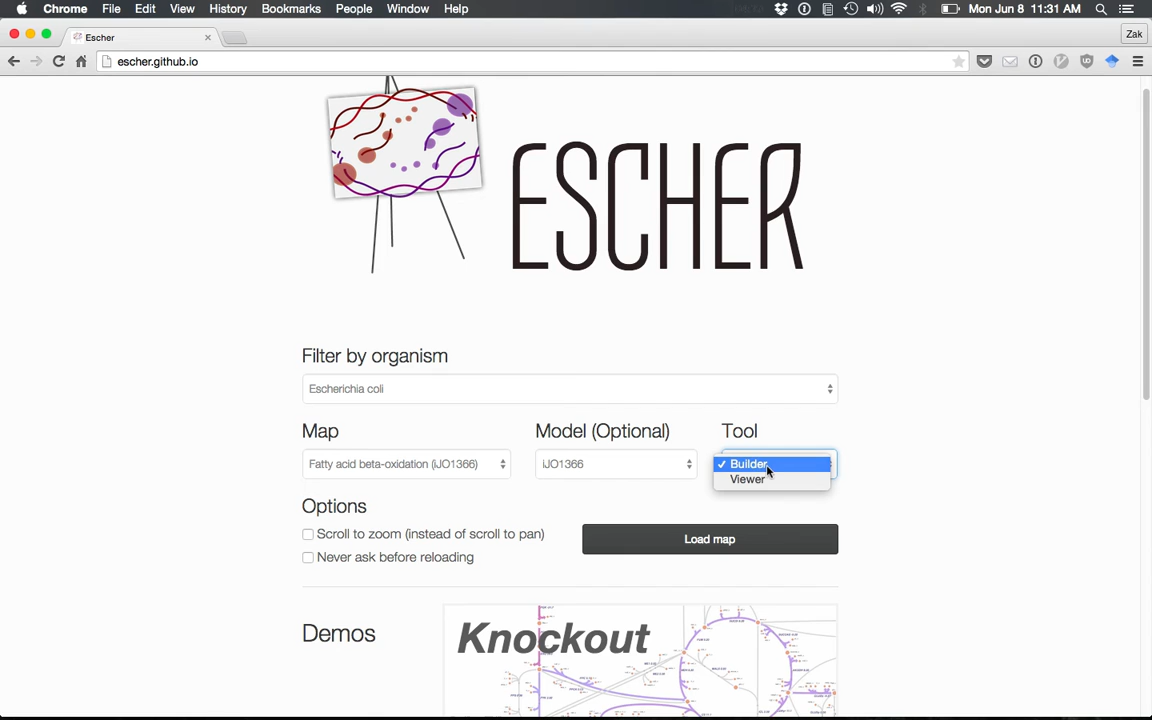 Chrome File Edit View History Bookmarks People Window Help Mon Jun 8 11:31 AM
Escher
Zak
escher.github.io
ESCHER
Filter by organism
Escherichia coli
Map Model (Optional) Tool
Fatty acid beta-oxidation (iJO1366) iJO1366
✓ Builder
Viewer
Options
Scroll to zoom (instead of scroll to pan)
Never ask before reloading
Load map
Demos
Knockout